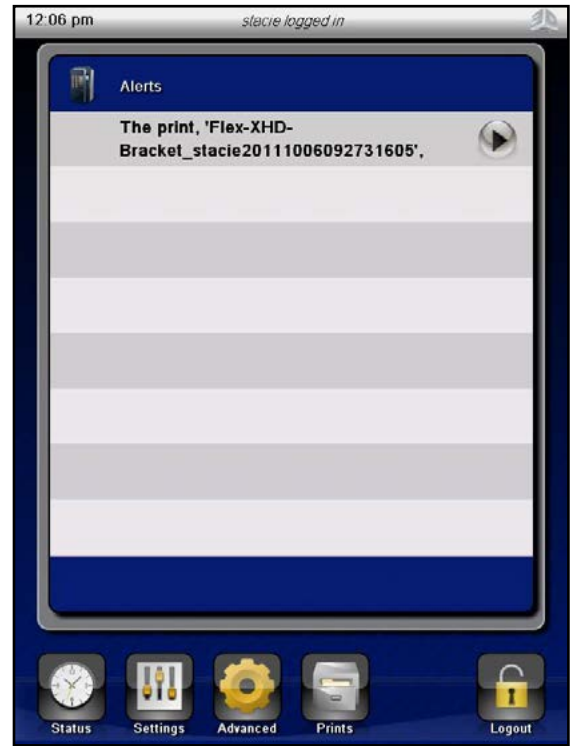 12:06 pm
stacie logged in
Alerts
The print, 'Flex-XHD-
Bracket_stacie20111006092731605',
Status
Settings
Advanced
Prints
Logout